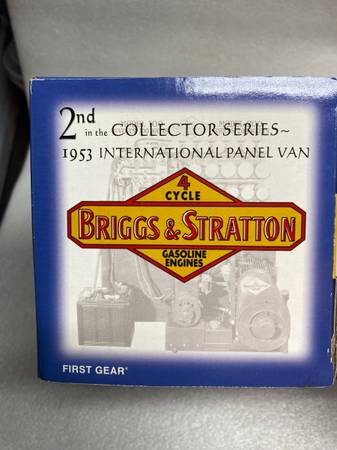 2nd in the COLLECTOR SERIES~
1953 INTERNATIONAL PANEL VAN
4
CYCLE
BRIGGS & STRATTON
GASOLINE
ENGINES
FIRST GEAR®